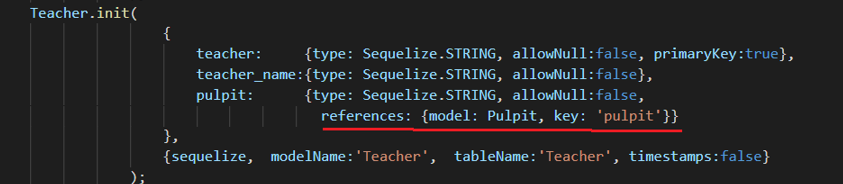 Teacher.init(
{
teacher: {type: Sequelize.STRING, allowNull:false, primaryKey:true},
teacher_name:{type: Sequelize.STRING, allowNull:false},
pulpit: {type: Sequelize.STRING, allowNull:false,
references: {model: Pulpit, key: 'pulpit'}}
},
{sequelize, modelName:'Teacher', tableName:'Teacher', timestamps:false}
);